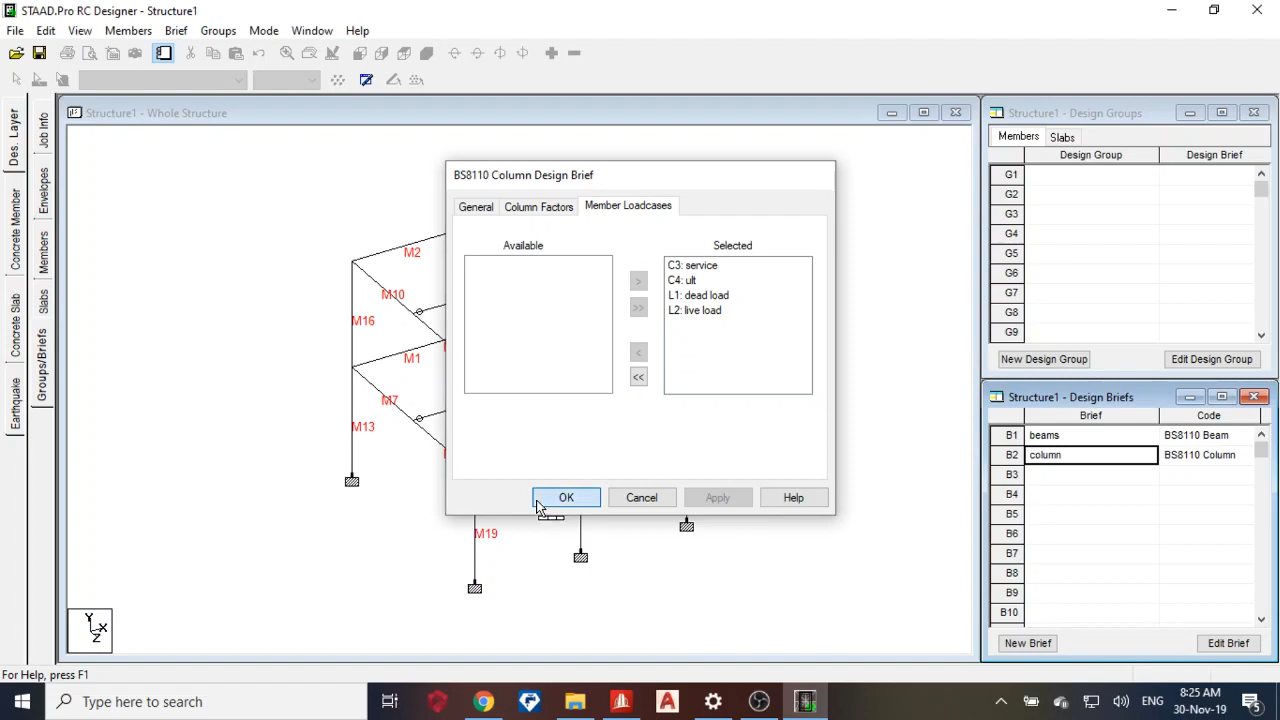 STAAD.Pro RC Designer - Structure1
File Edit View Members Brief Groups Mode Window Help
Des. Layer
Concrete Member
Concrete Slab
Earthquake
Job Info
Envelopes
Members
Slabs
Groups/Briefs
Structure1 - Whole Structure
M2
M10
M16
M1
M7
M13
M19
Y
X
Z
BS8110 Column Design Brief
General Column Factors Member Loadcases
Available Selected
C3: service
C4: ult
L1: dead load
L2: live load
> 
>>
<
<<
OK Cancel Apply Help
Structure1 - Design Groups
Members Slabs
Design Group Design Brief
G1
G2
G3
G4
G5
G6
G7
G8
G9
New Design Group Edit Design Group
Structure1 - Design Briefs
Brief Code
B1 beams BS8110 Beam
B2 column BS8110 Column
B3
B4
B5
B6
B7
B8
B9
B10
New Brief Edit Brief
For Help, press F1
Type here to search
ENG
8:25 AM
30-Nov-19
5